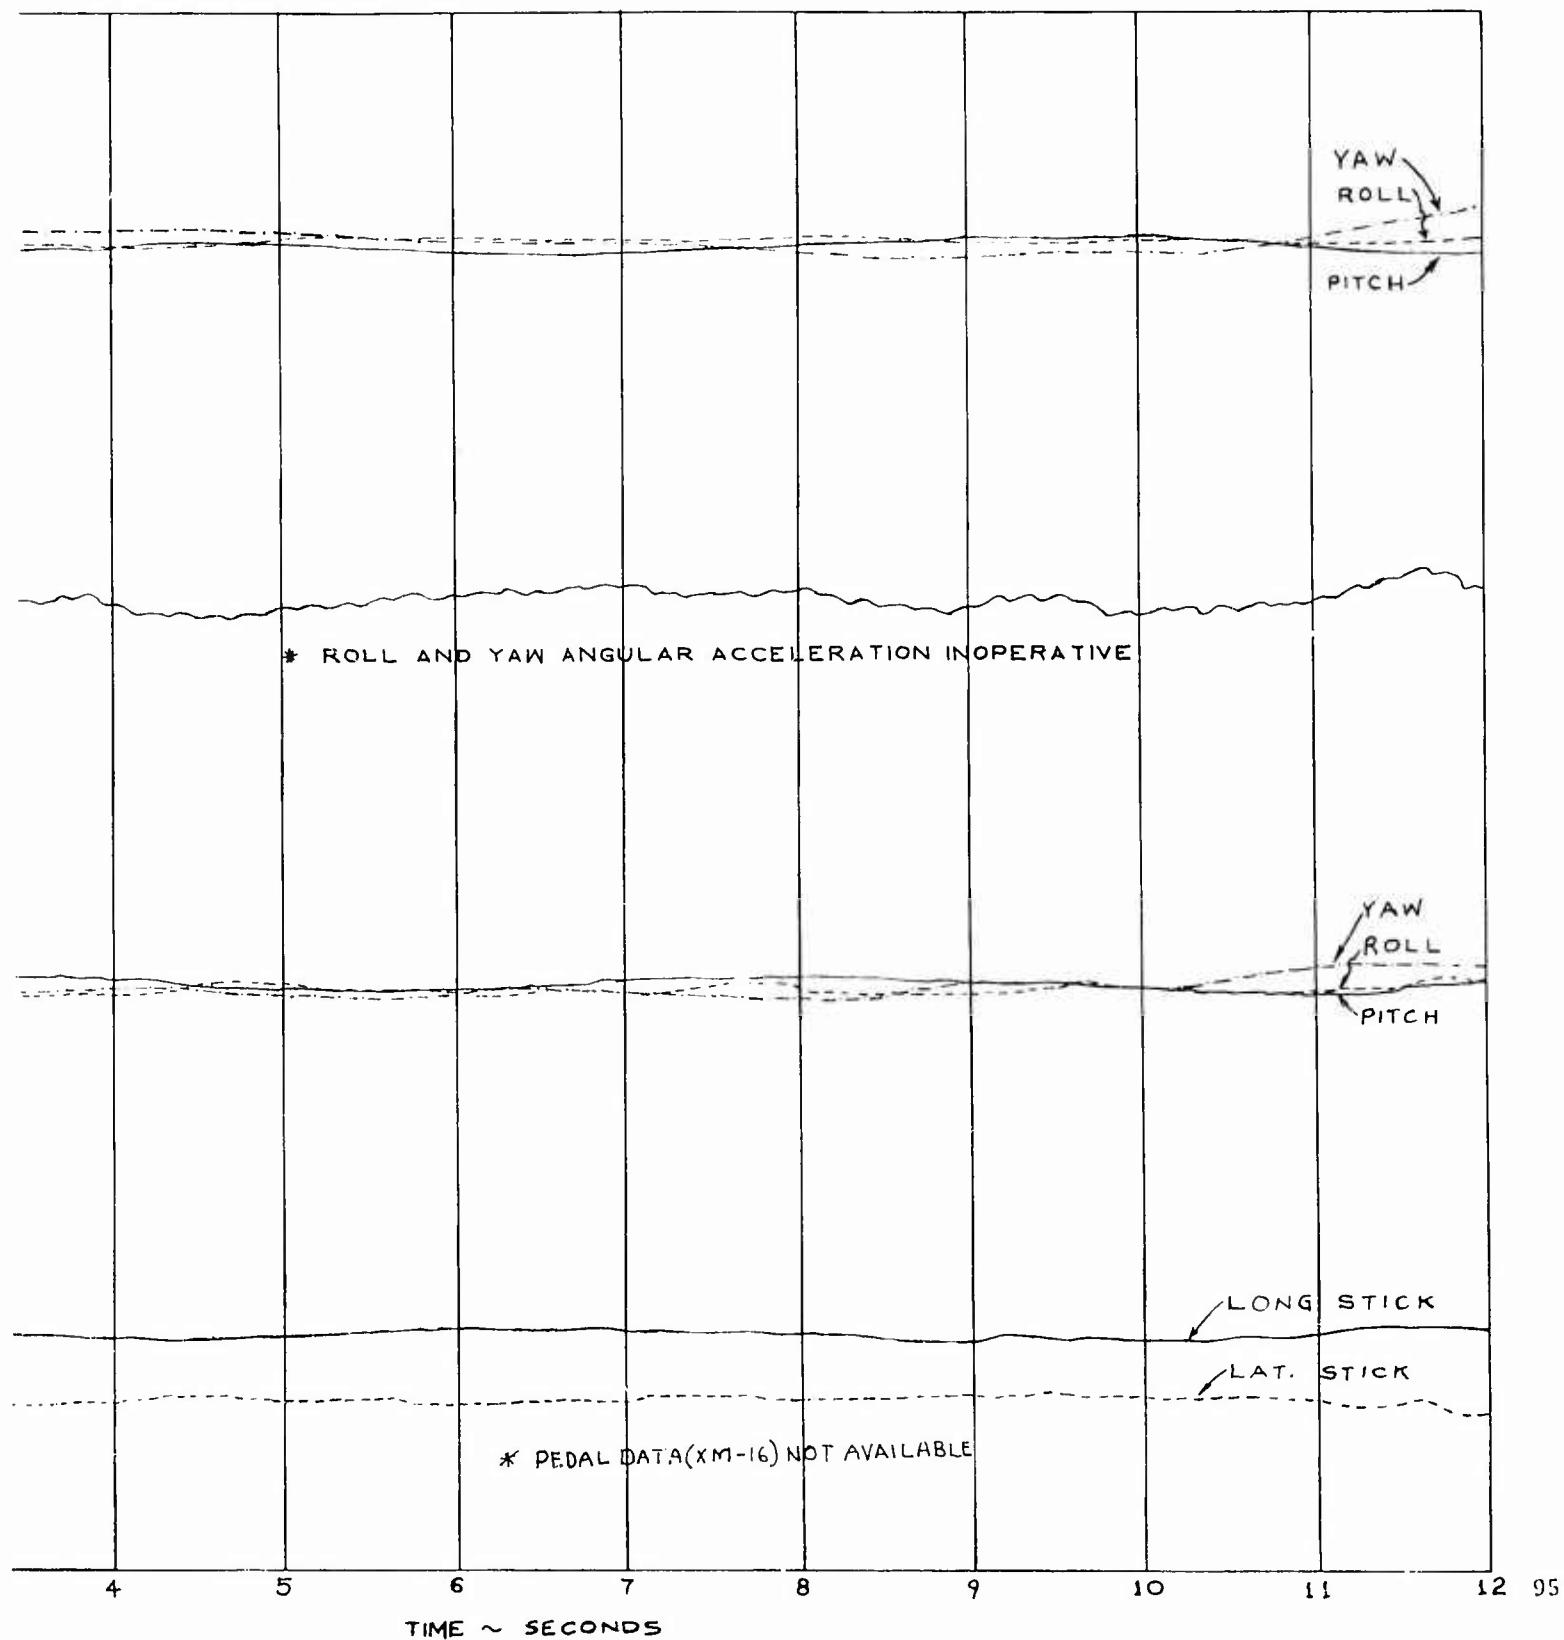 YAW
ROLL
PITCH
* ROLL AND YAW ANGULAR ACCELERATION INOPERATIVE
YAW
ROLL
PITCH
LONG STICK
LAT. STICK
* PEDAL DATA (XM-16) NOT AVAILABLE
4 5 6 7 8 9 10 11 12 95
TIME ~ SECONDS